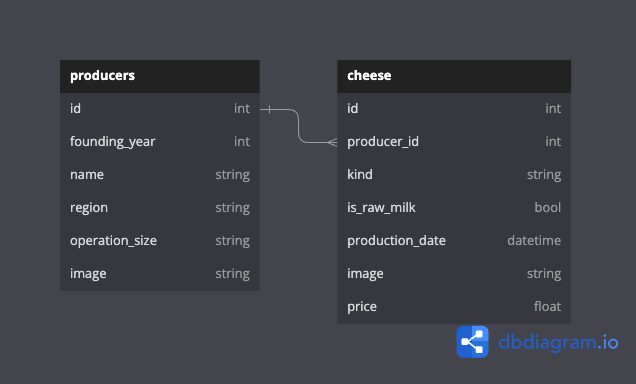 producers
id int
founding_year int
name string
region string
operation_size string
image string
cheese
id int
producer_id int
kind string
is_raw_milk bool
production_date datetime
image string
price float
dbdiagram.io